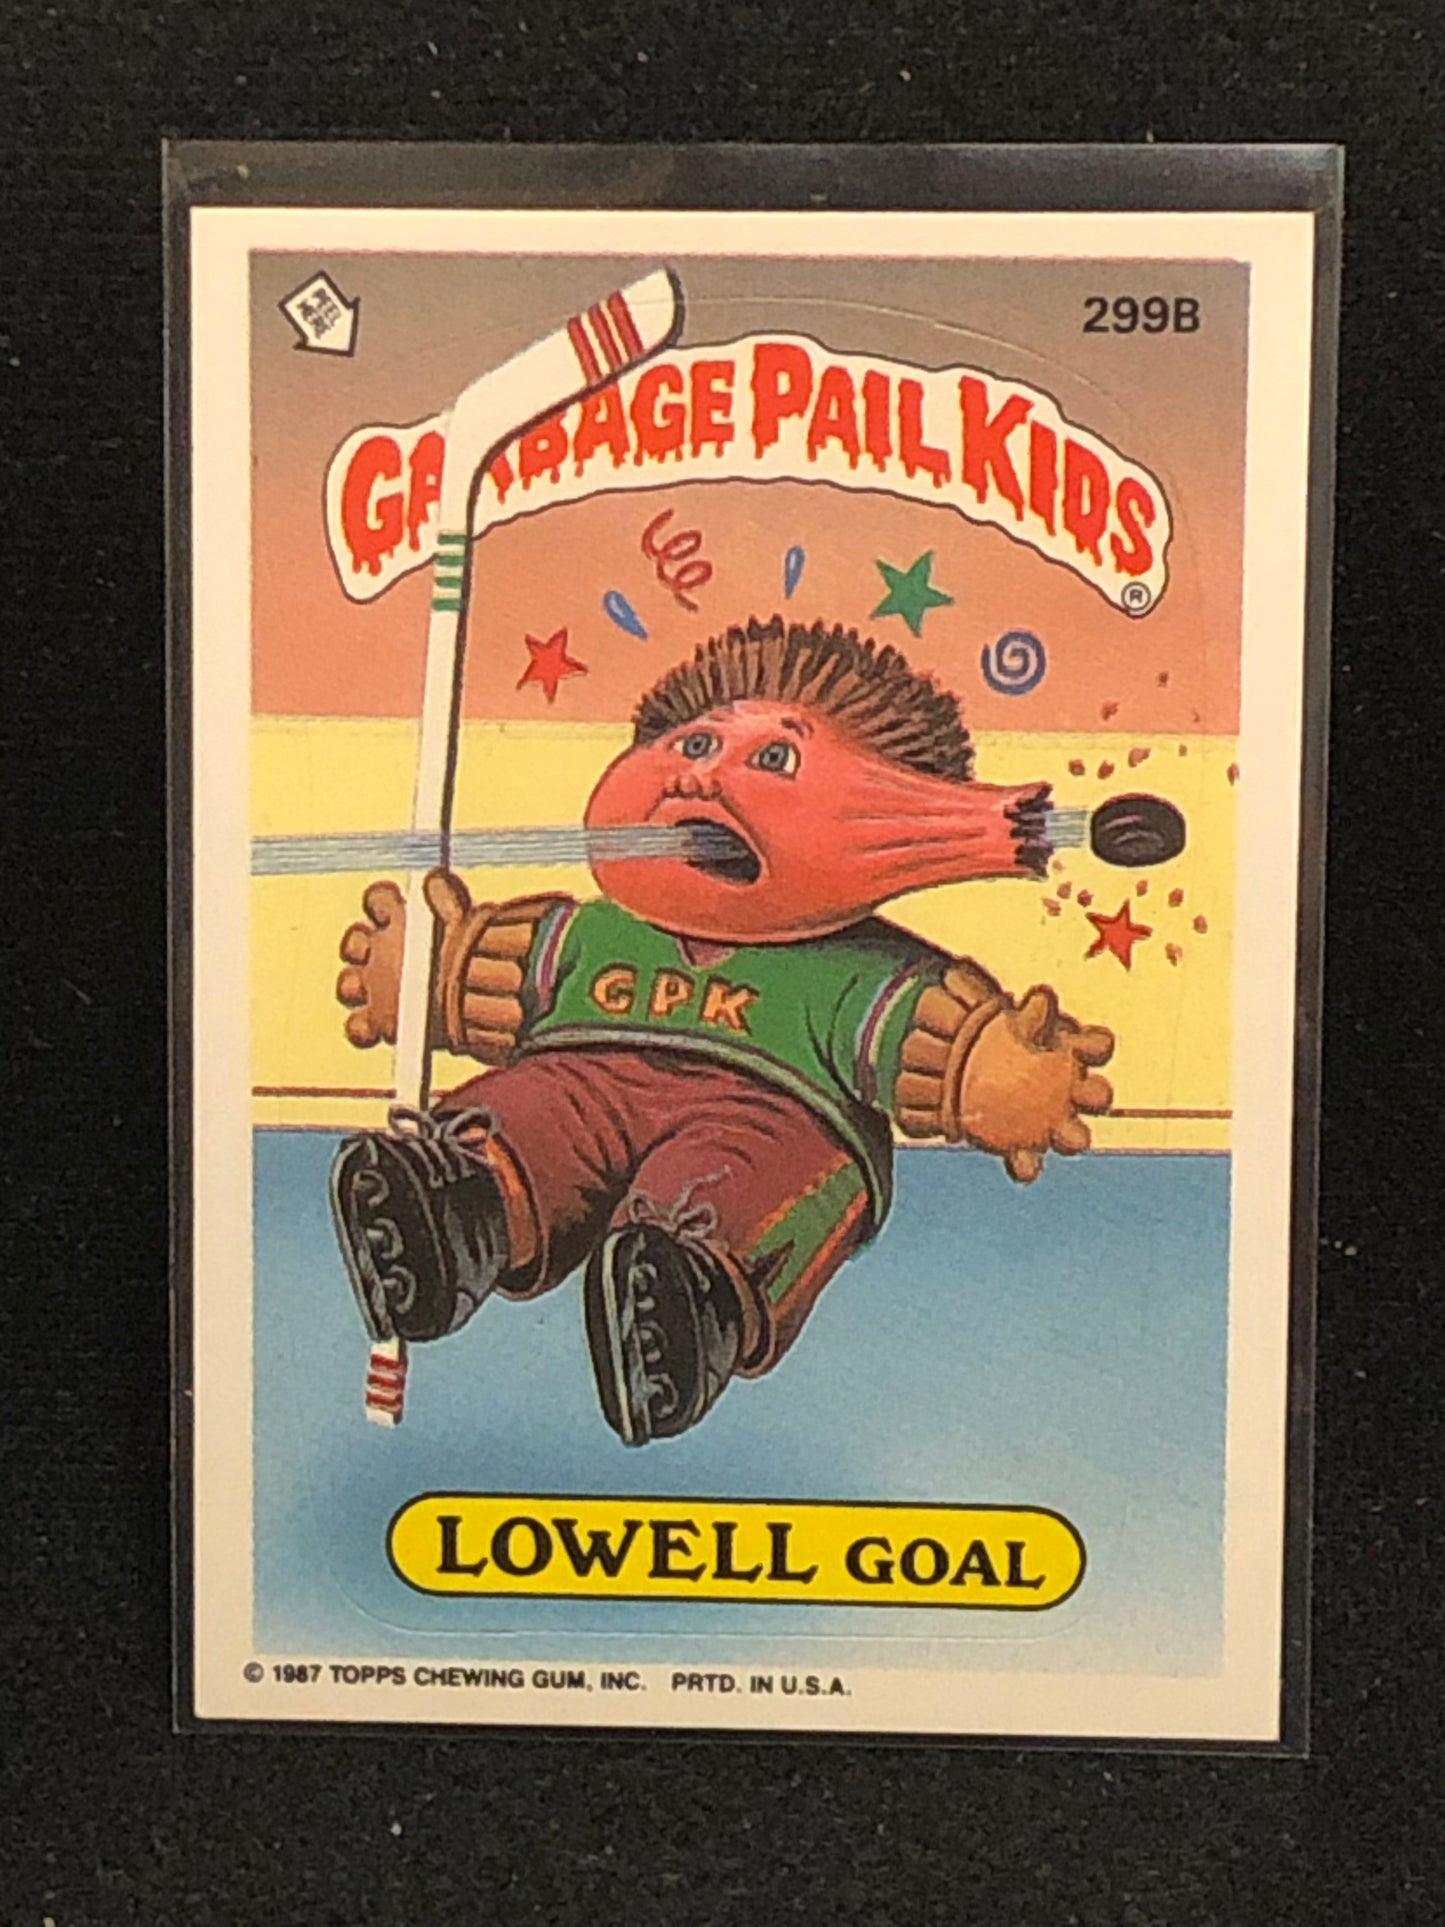 299B
GARBAGE PAIL KIDS
®
GPK
LOWELL GOAL
© 1987 TOPPS CHEWING GUM, INC. PRTD. IN U.S.A.